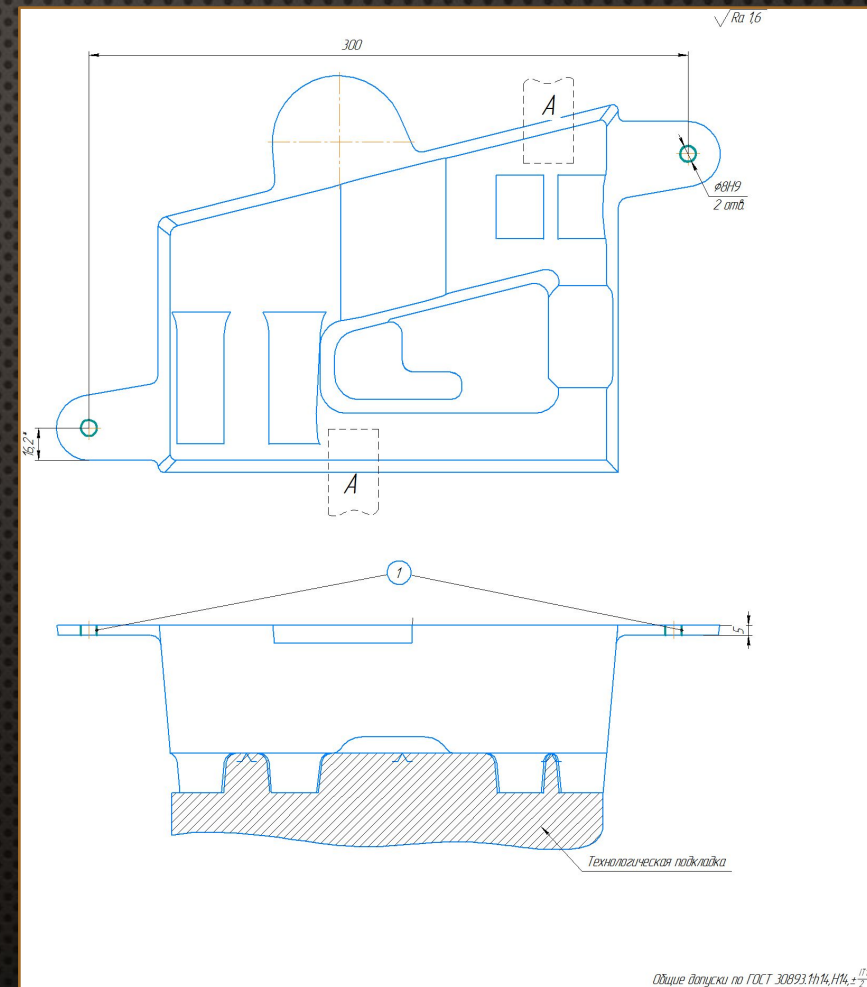 √ Ra 1,6
300
A
⌀8H9
2 отв.
16,2*
A
1
5
Технологическая подкладка
Общие допуски по ГОСТ 30893.1:h14,H14,±